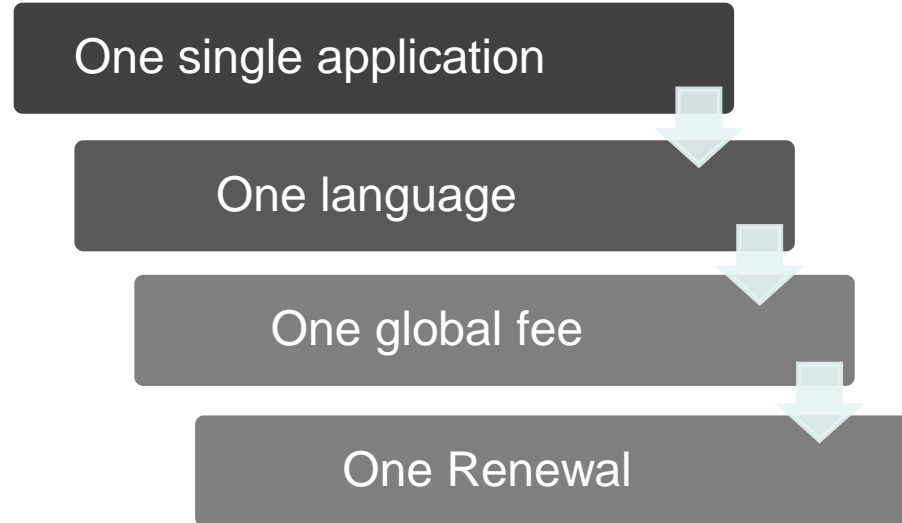 One single application
One language
One global fee
One Renewal